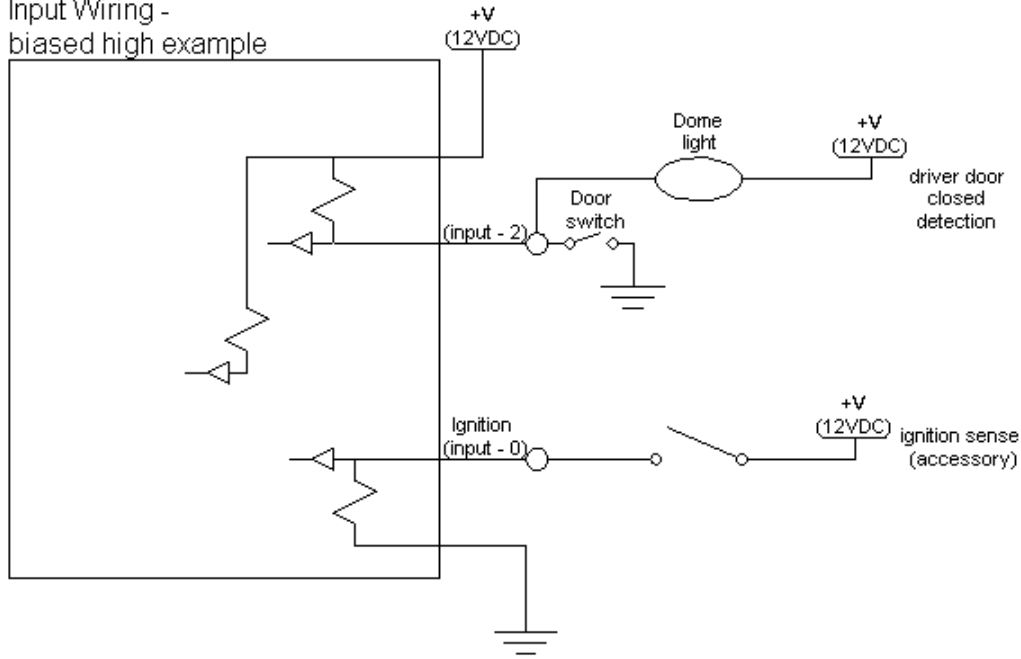 Input Wiring -
biased high example
+V
(12VDC)
Dome
light
+V
(12VDC)
driver door
closed
detection
Door
switch
(input - 2)
Ignition
(input - 0)
+V
(12VDC)
ignition sense
(accessory)